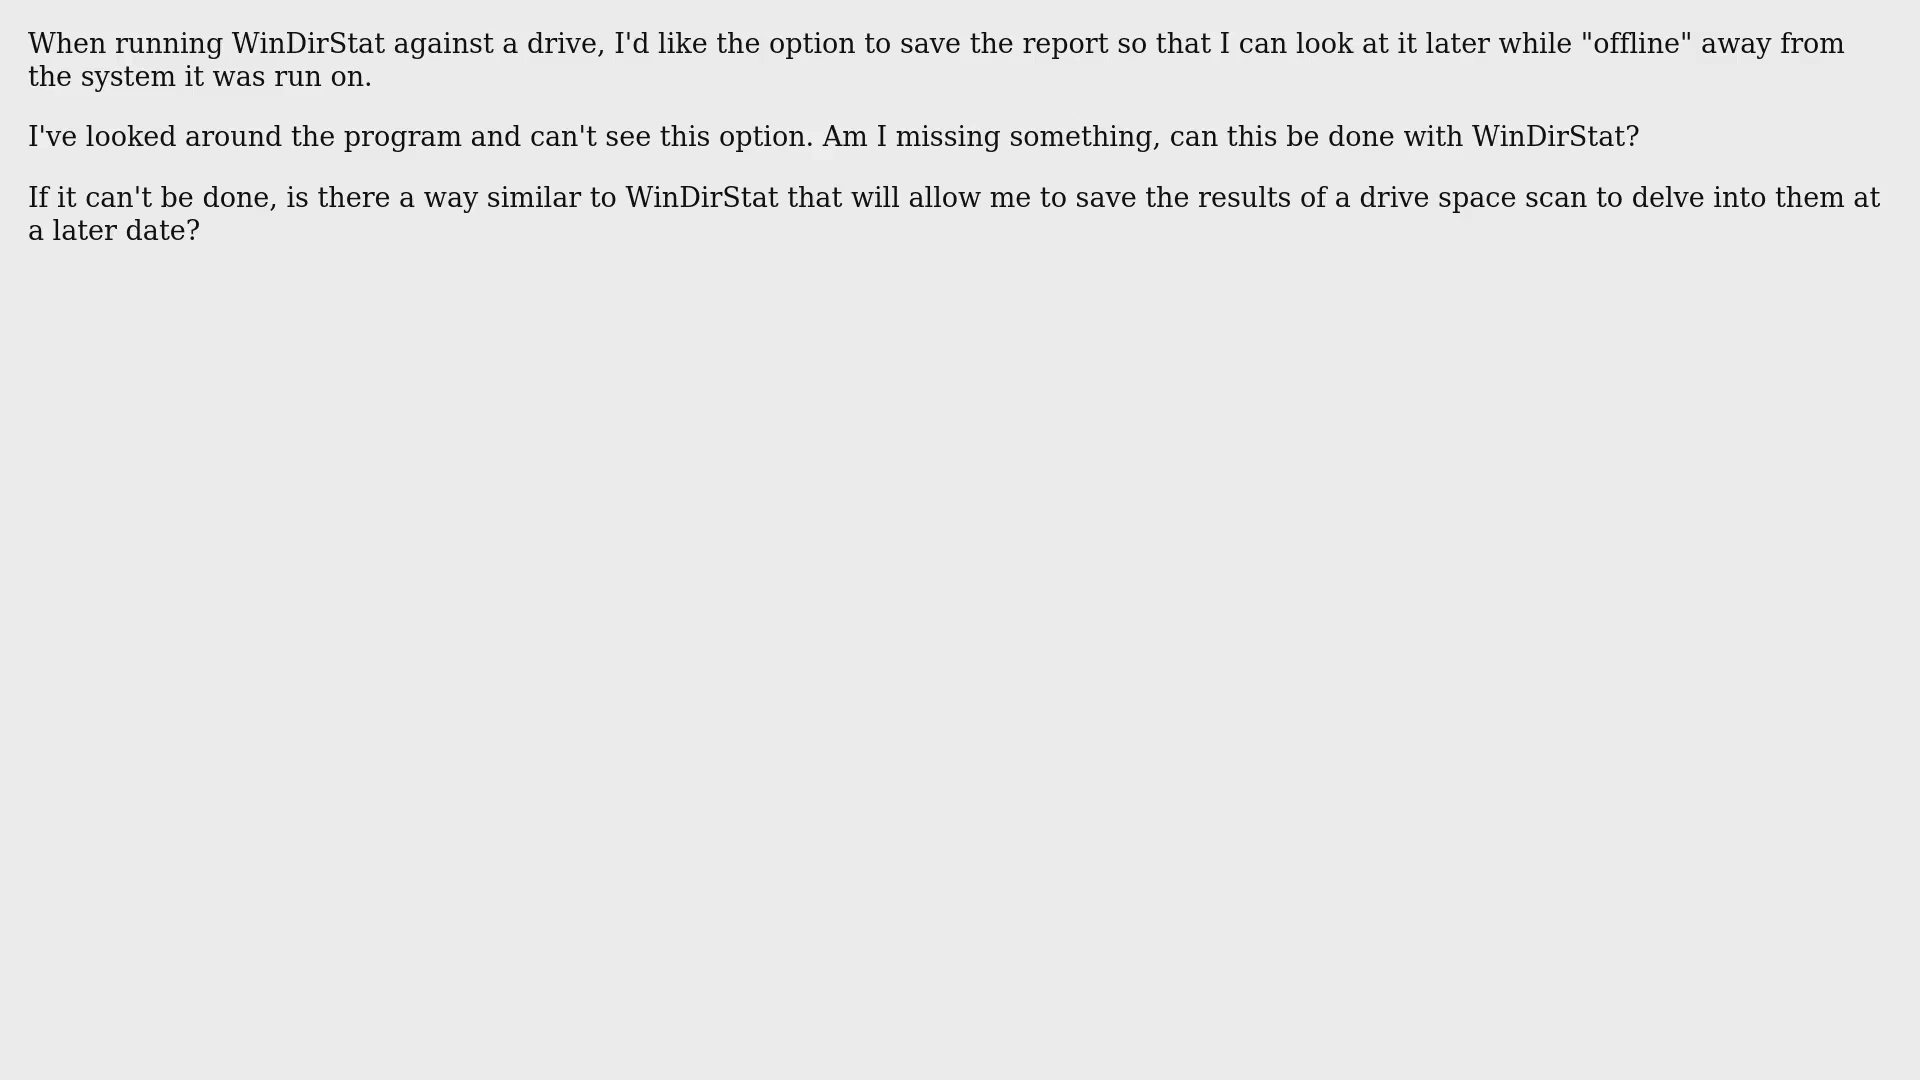 When running WinDirStat against a drive, I'd like the option to save the report so that I can look at it later while "offline" away from
the system it was run on.
I've looked around the program and can't see this option. Am I missing something, can this be done with WinDirStat?
If it can't be done, is there a way similar to WinDirStat that will allow me to save the results of a drive space scan to delve into them at
a later date?